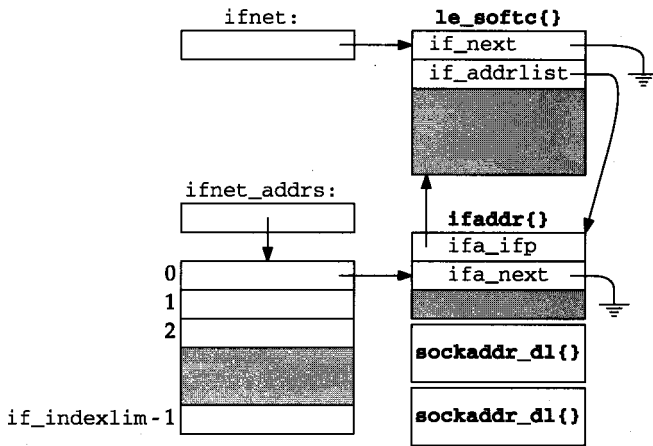 ifnet:
le_softc{}
if_next
if_addrlist
ifnet_addrs:
ifaddr{}
ifa_ifp
0
ifa_next
1
2
sockaddr_dl{}
if_indexlim-1
sockaddr_dl{}